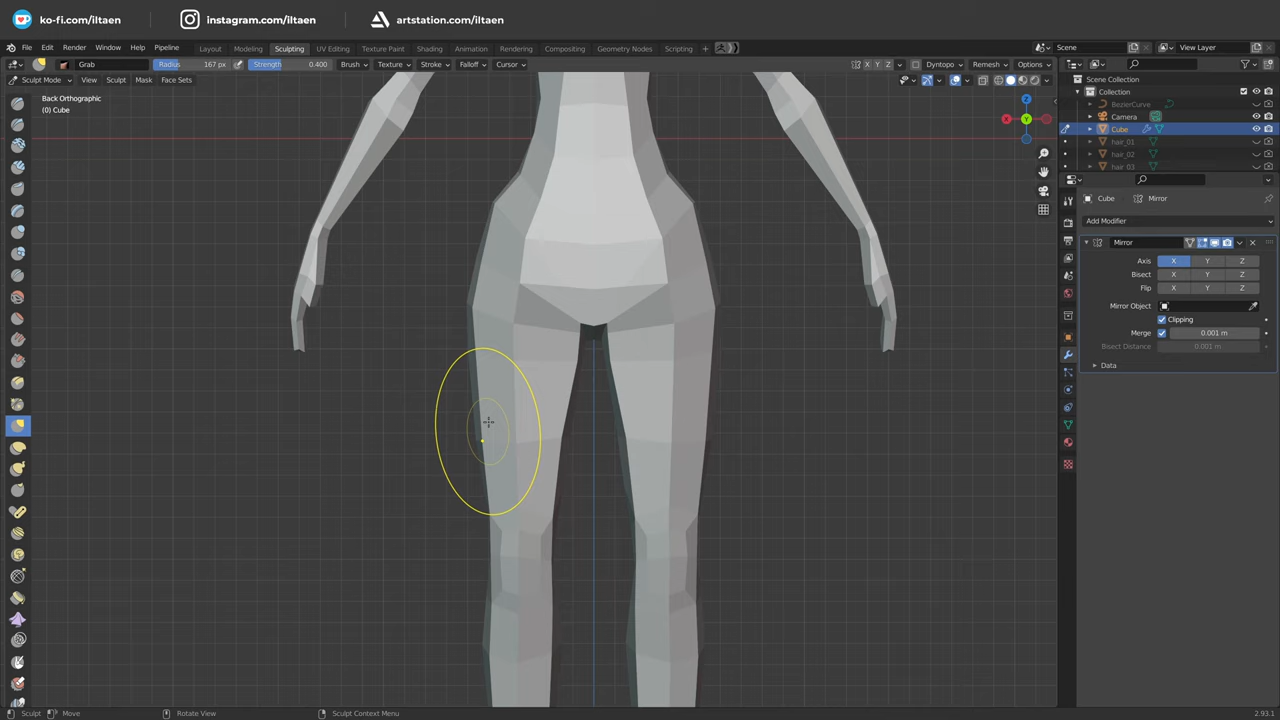 ko-fi.com/iltaen instagram.com/iltaen artstation.com/iltaen
File Edit Render Window Help Pipeline Layout Modeling Sculpting UV Editing Texture Paint Shading Animation Rendering Compositing Geometry Nodes Scripting + Scene View Layer
Grab Radius 167 px Strength 0.400 Brush Texture Stroke Falloff Cursor X Y Z Dyntopo Remesh Options
Sculpt Mode View Sculpt Mask Face Sets
Scene Collection
Collection
BezierCurve
Camera
Cube
hair_01
hair_02
hair_03
Back Orthographic
(0) Cube
Z
X
Y
Cube Mirror
Add Modifier
Mirror
Axis X Y Z
Bisect X Y Z
Flip X Y Z
Mirror Object
Clipping
Merge 0.001 m
Bisect Distance 0.001 m
Data
Sculpt Move Rotate View Sculpt Context Menu 2.93.1